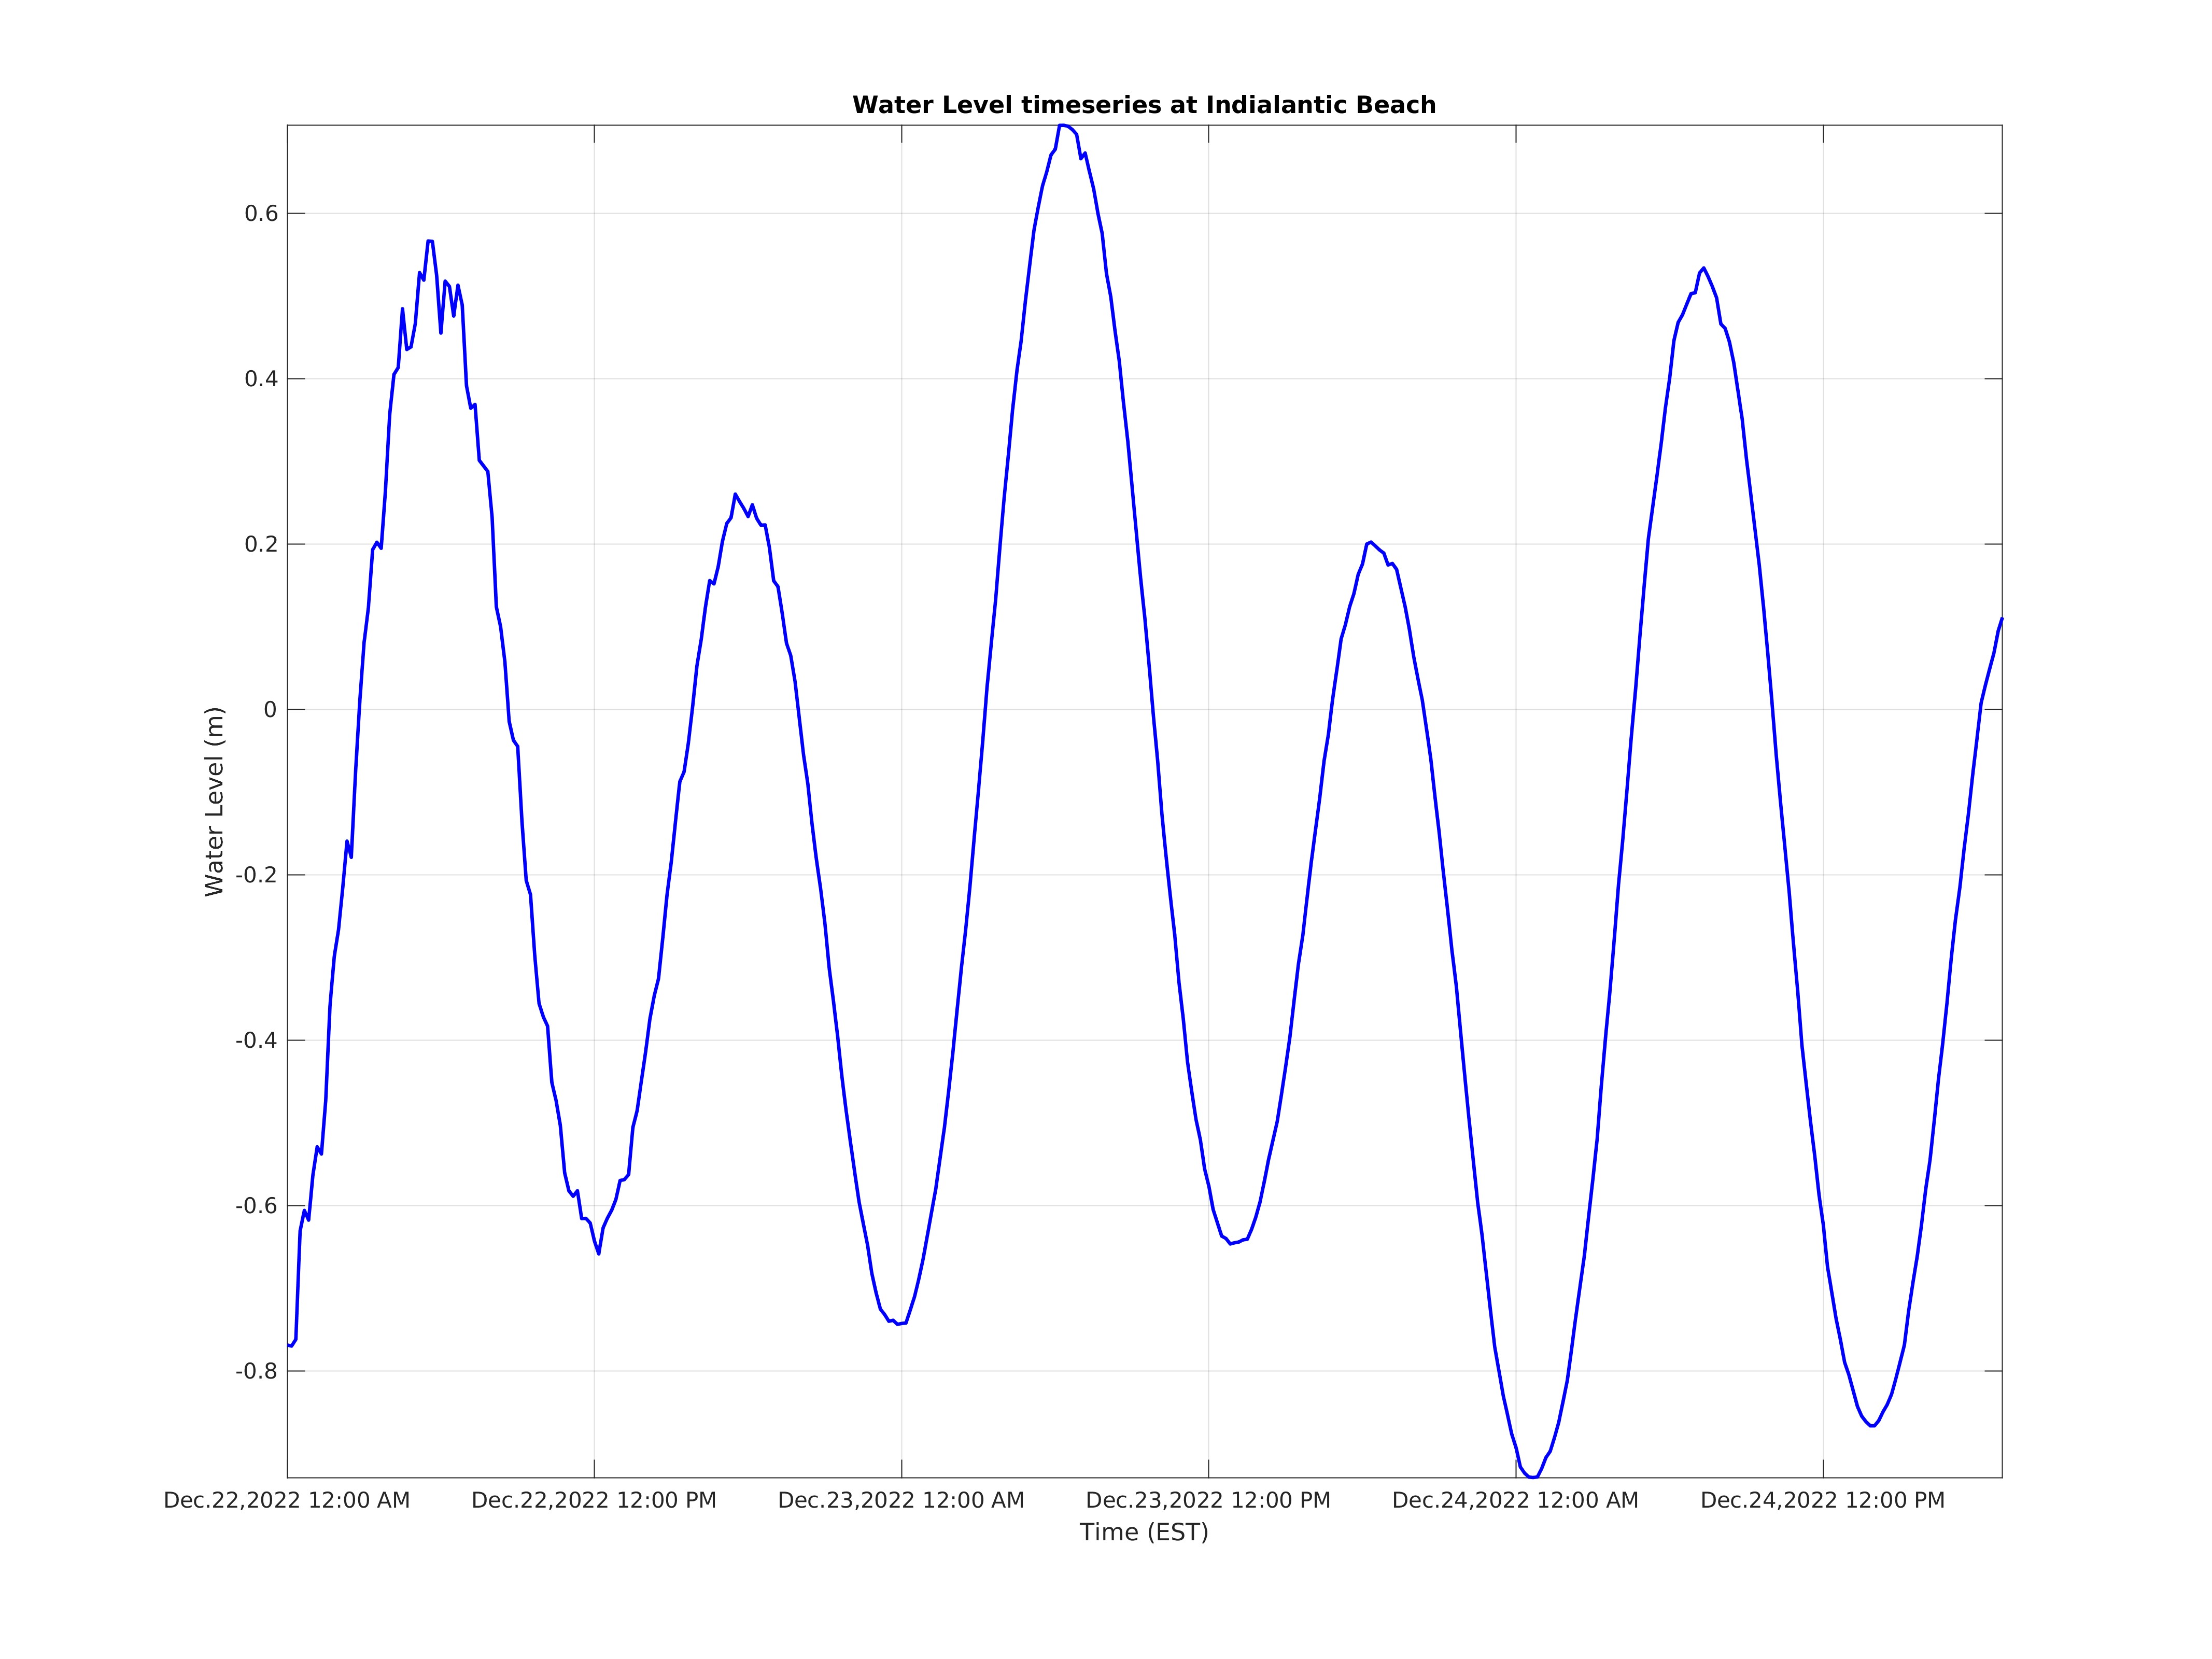 Water Level timeseries at Indialantic Beach
Water Level (m)
0.6
0.4
0.2
0
-0.2
-0.4
-0.6
-0.8
Dec.22,2022 12:00 AM
Dec.22,2022 12:00 PM
Dec.23,2022 12:00 AM
Dec.23,2022 12:00 PM
Dec.24,2022 12:00 AM
Dec.24,2022 12:00 PM
Time (EST)